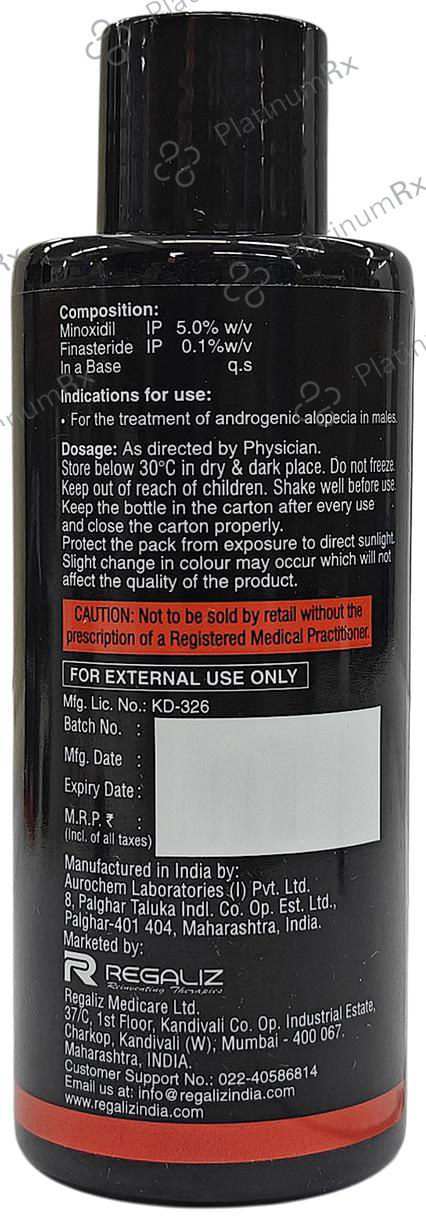 PlatinumRx
PlatinumRx
PlatinumRx
Composition:
Minoxidil IP 5.0% w/v
Finasteride IP 0.1%w/v
In a Base q.s
Indications for use:
• For the treatment of androgenic alopecia in males.
Dosage: As directed by Physician.
Store below 30°C in dry & dark place. Do not freeze.
Keep out of reach of children. Shake well before use.
Keep the bottle in the carton after every use
and close the carton properly.
Protect the pack from exposure to direct sunlight.
Slight change in colour may occur which will not
affect the quality of the product.
CAUTION: Not to be sold by retail without the
prescription of a Registered Medical Practitioner.
FOR EXTERNAL USE ONLY
Mfg. Lic. No.: KD-326
Batch No. :
Mfg. Date :
Expiry Date :
M.R.P. ₹ :
(Incl. of all taxes)
Manufactured in India by:
Aurochem Laboratories (I) Pvt. Ltd.
8, Palghar Taluka Indl. Co. Op. Est. Ltd.,
Palghar-401 404, Maharashtra, India.
Marketed by:
R REGALIZ
Reinventing Therapies
Regaliz Medicare Ltd.
37/C, 1st Floor, Kandivali Co. Op. Industrial Estate,
Charkop, Kandivali (W), Mumbai - 400 067.
Maharashtra, INDIA.
Customer Support No.: 022-40586814
Email us at: info@regalizindia.com
www.regalizindia.com